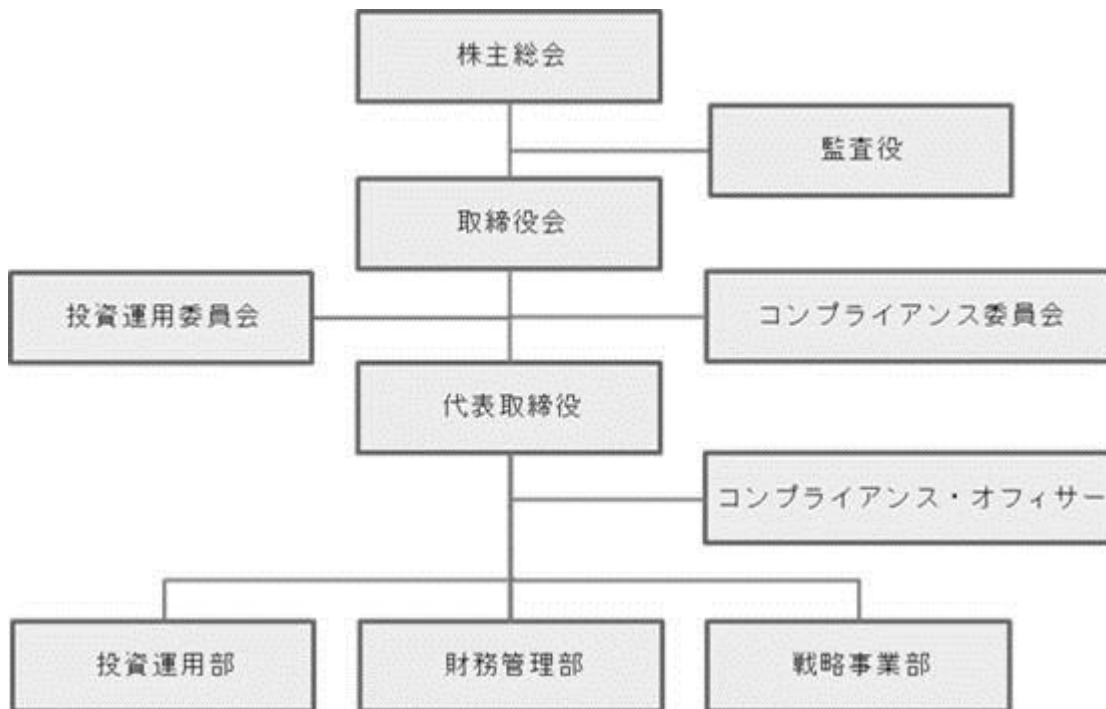 株主総会
監査役
取締役会
投資運用委員会
コンプライアンス委員会
代表取締役
コンプライアンス・オフィサー
投資運用部
財務管理部
戦略事業部